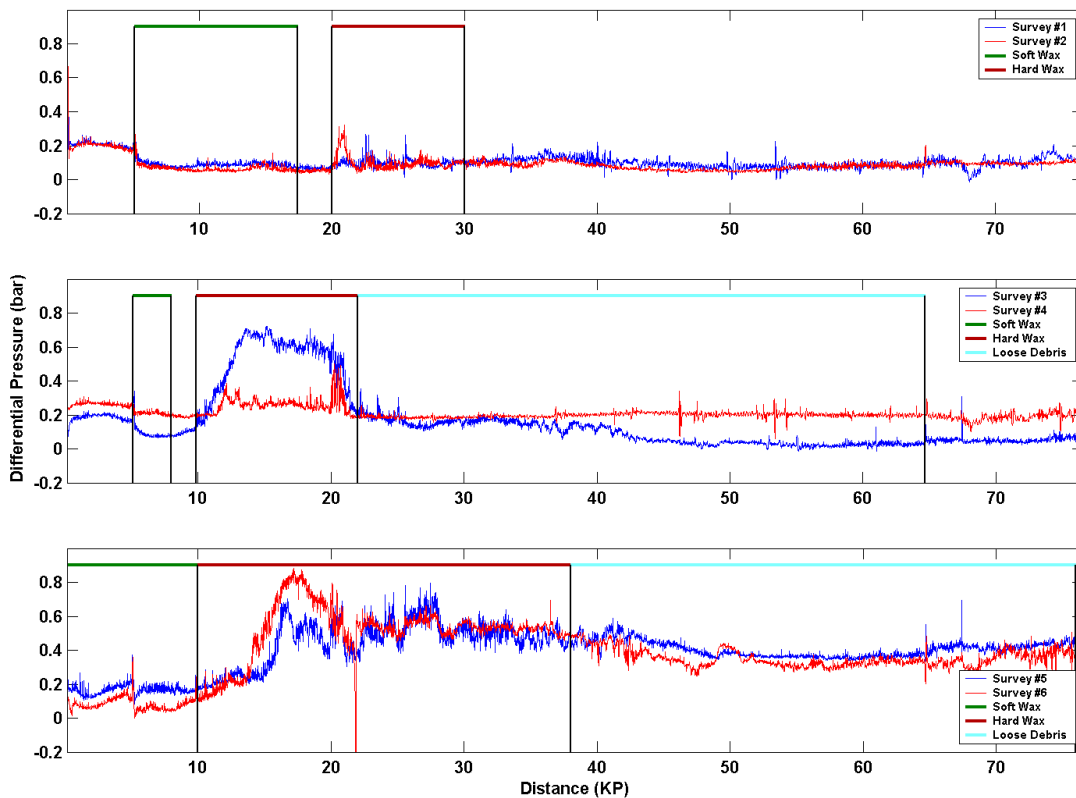 0.8
0.6
0.4
0.2
0
-0.2
10 20 30 40 50 60 70
Survey #1
Survey #2
Soft Wax
Hard Wax
Differential Pressure (bar)
0.8
0.6
0.4
0.2
0
-0.2
10 20 30 40 50 60 70
Survey #3
Survey #4
Soft Wax
Hard Wax
Loose Debris
0.8
0.6
0.4
0.2
0
-0.2
10 20 30 40 50 60 70
Survey #5
Survey #6
Soft Wax
Hard Wax
Loose Debris
Distance (KP)